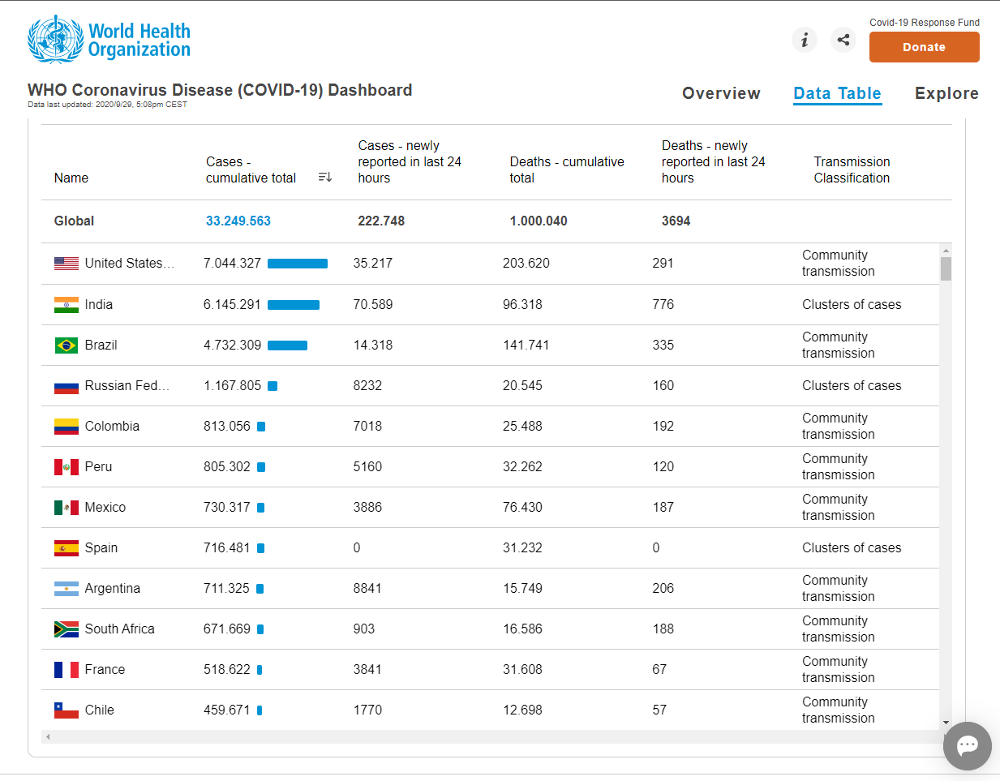 World Health
Organization
Covid-19 Response Fund
Donate
WHO Coronavirus Disease (COVID-19) Dashboard
Data last updated: 2020/9/29, 5:08pm CEST
Overview
Data Table
Explore
Name
Cases -
cumulative total
Cases - newly
reported in last 24
hours
Deaths - cumulative
total
Deaths - newly
reported in last 24
hours
Transmission
Classification
Global 33.249.563 222.748 1.000.040 3694
United States... 7.044.327 35.217 203.620 291 Community
transmission
India 6.145.291 70.589 96.318 776 Clusters of cases
Brazil 4.732.309 14.318 141.741 335 Community
transmission
Russian Fed... 1.167.805 8232 20.545 160 Clusters of cases
Colombia 813.056 7018 25.488 192 Community
transmission
Peru 805.302 5160 32.262 120 Community
transmission
Mexico 730.317 3886 76.430 187 Community
transmission
Spain 716.481 0 31.232 0 Clusters of cases
Argentina 711.325 8841 15.749 206 Community
transmission
South Africa 671.669 903 16.586 188 Community
transmission
France 518.622 3841 31.608 67 Community
transmission
Chile 459.671 1770 12.698 57 Community
transmission